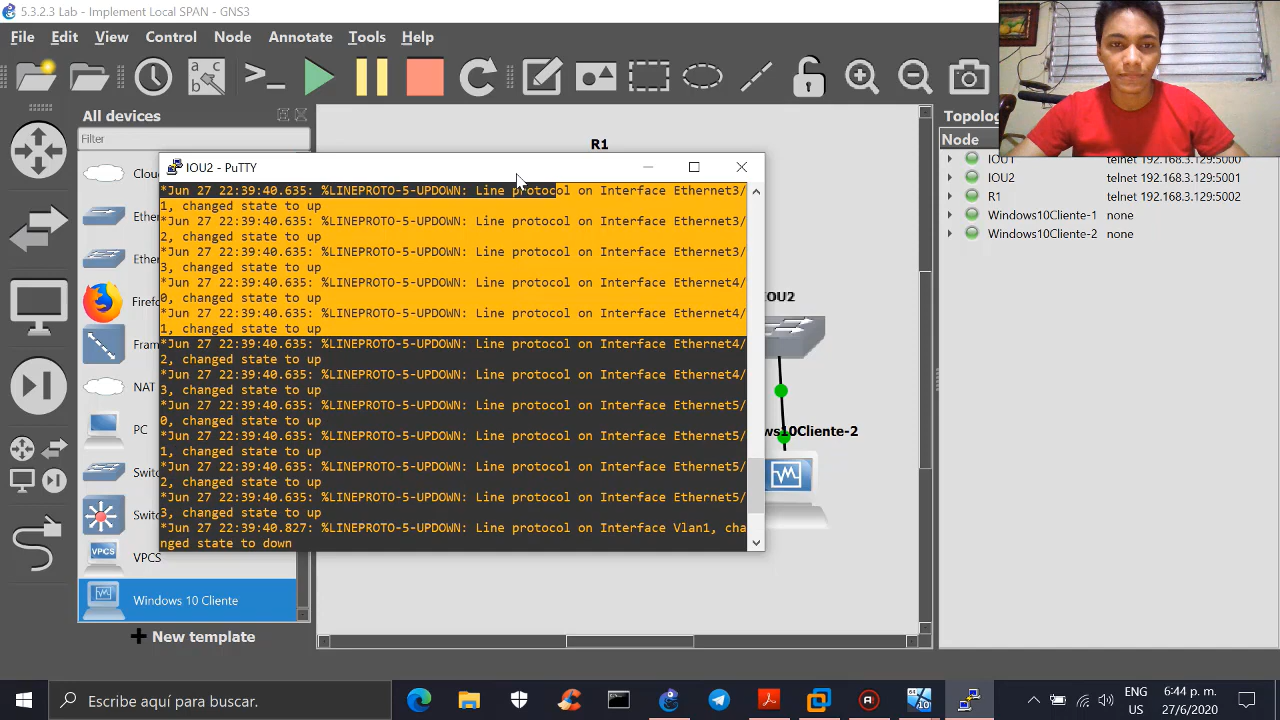 5.3.2.3 Lab - Implement Local SPAN - GNS3
File Edit View Control Node Annotate Tools Help
All devices
Filter
Clou
Ether
Ether
Firefo
Fram
NAT
PC
Switc
Switc
VPCS
VPCS
Windows 10 Cliente
New template
R1
IOU2 - PuTTY
*Jun 27 22:39:40.635: %LINEPROTO-5-UPDOWN: Line protocol on Interface Ethernet3/
1, changed state to up
*Jun 27 22:39:40.635: %LINEPROTO-5-UPDOWN: Line protocol on Interface Ethernet3/
2, changed state to up
*Jun 27 22:39:40.635: %LINEPROTO-5-UPDOWN: Line protocol on Interface Ethernet3/
3, changed state to up
*Jun 27 22:39:40.635: %LINEPROTO-5-UPDOWN: Line protocol on Interface Ethernet4/
0, changed state to up
*Jun 27 22:39:40.635: %LINEPROTO-5-UPDOWN: Line protocol on Interface Ethernet4/
1, changed state to up
*Jun 27 22:39:40.635: %LINEPROTO-5-UPDOWN: Line protocol on Interface Ethernet4/
2, changed state to up
*Jun 27 22:39:40.635: %LINEPROTO-5-UPDOWN: Line protocol on Interface Ethernet4/
3, changed state to up
*Jun 27 22:39:40.635: %LINEPROTO-5-UPDOWN: Line protocol on Interface Ethernet5/
0, changed state to up
*Jun 27 22:39:40.635: %LINEPROTO-5-UPDOWN: Line protocol on Interface Ethernet5/
1, changed state to up
*Jun 27 22:39:40.635: %LINEPROTO-5-UPDOWN: Line protocol on Interface Ethernet5/
2, changed state to up
*Jun 27 22:39:40.635: %LINEPROTO-5-UPDOWN: Line protocol on Interface Ethernet5/
3, changed state to up
*Jun 27 22:39:40.827: %LINEPROTO-5-UPDOWN: Line protocol on Interface Vlan1, cha
nged state to down
IOU2
ws10Cliente-2
Topolog
Node
IOU1 telnet 192.168.3.129:5000
IOU2 telnet 192.168.3.129:5001
R1 telnet 192.168.3.129:5002
Windows10Cliente-1 none
Windows10Cliente-2 none
Escribe aquí para buscar.
ENG
US
6:44 p. m.
27/6/2020